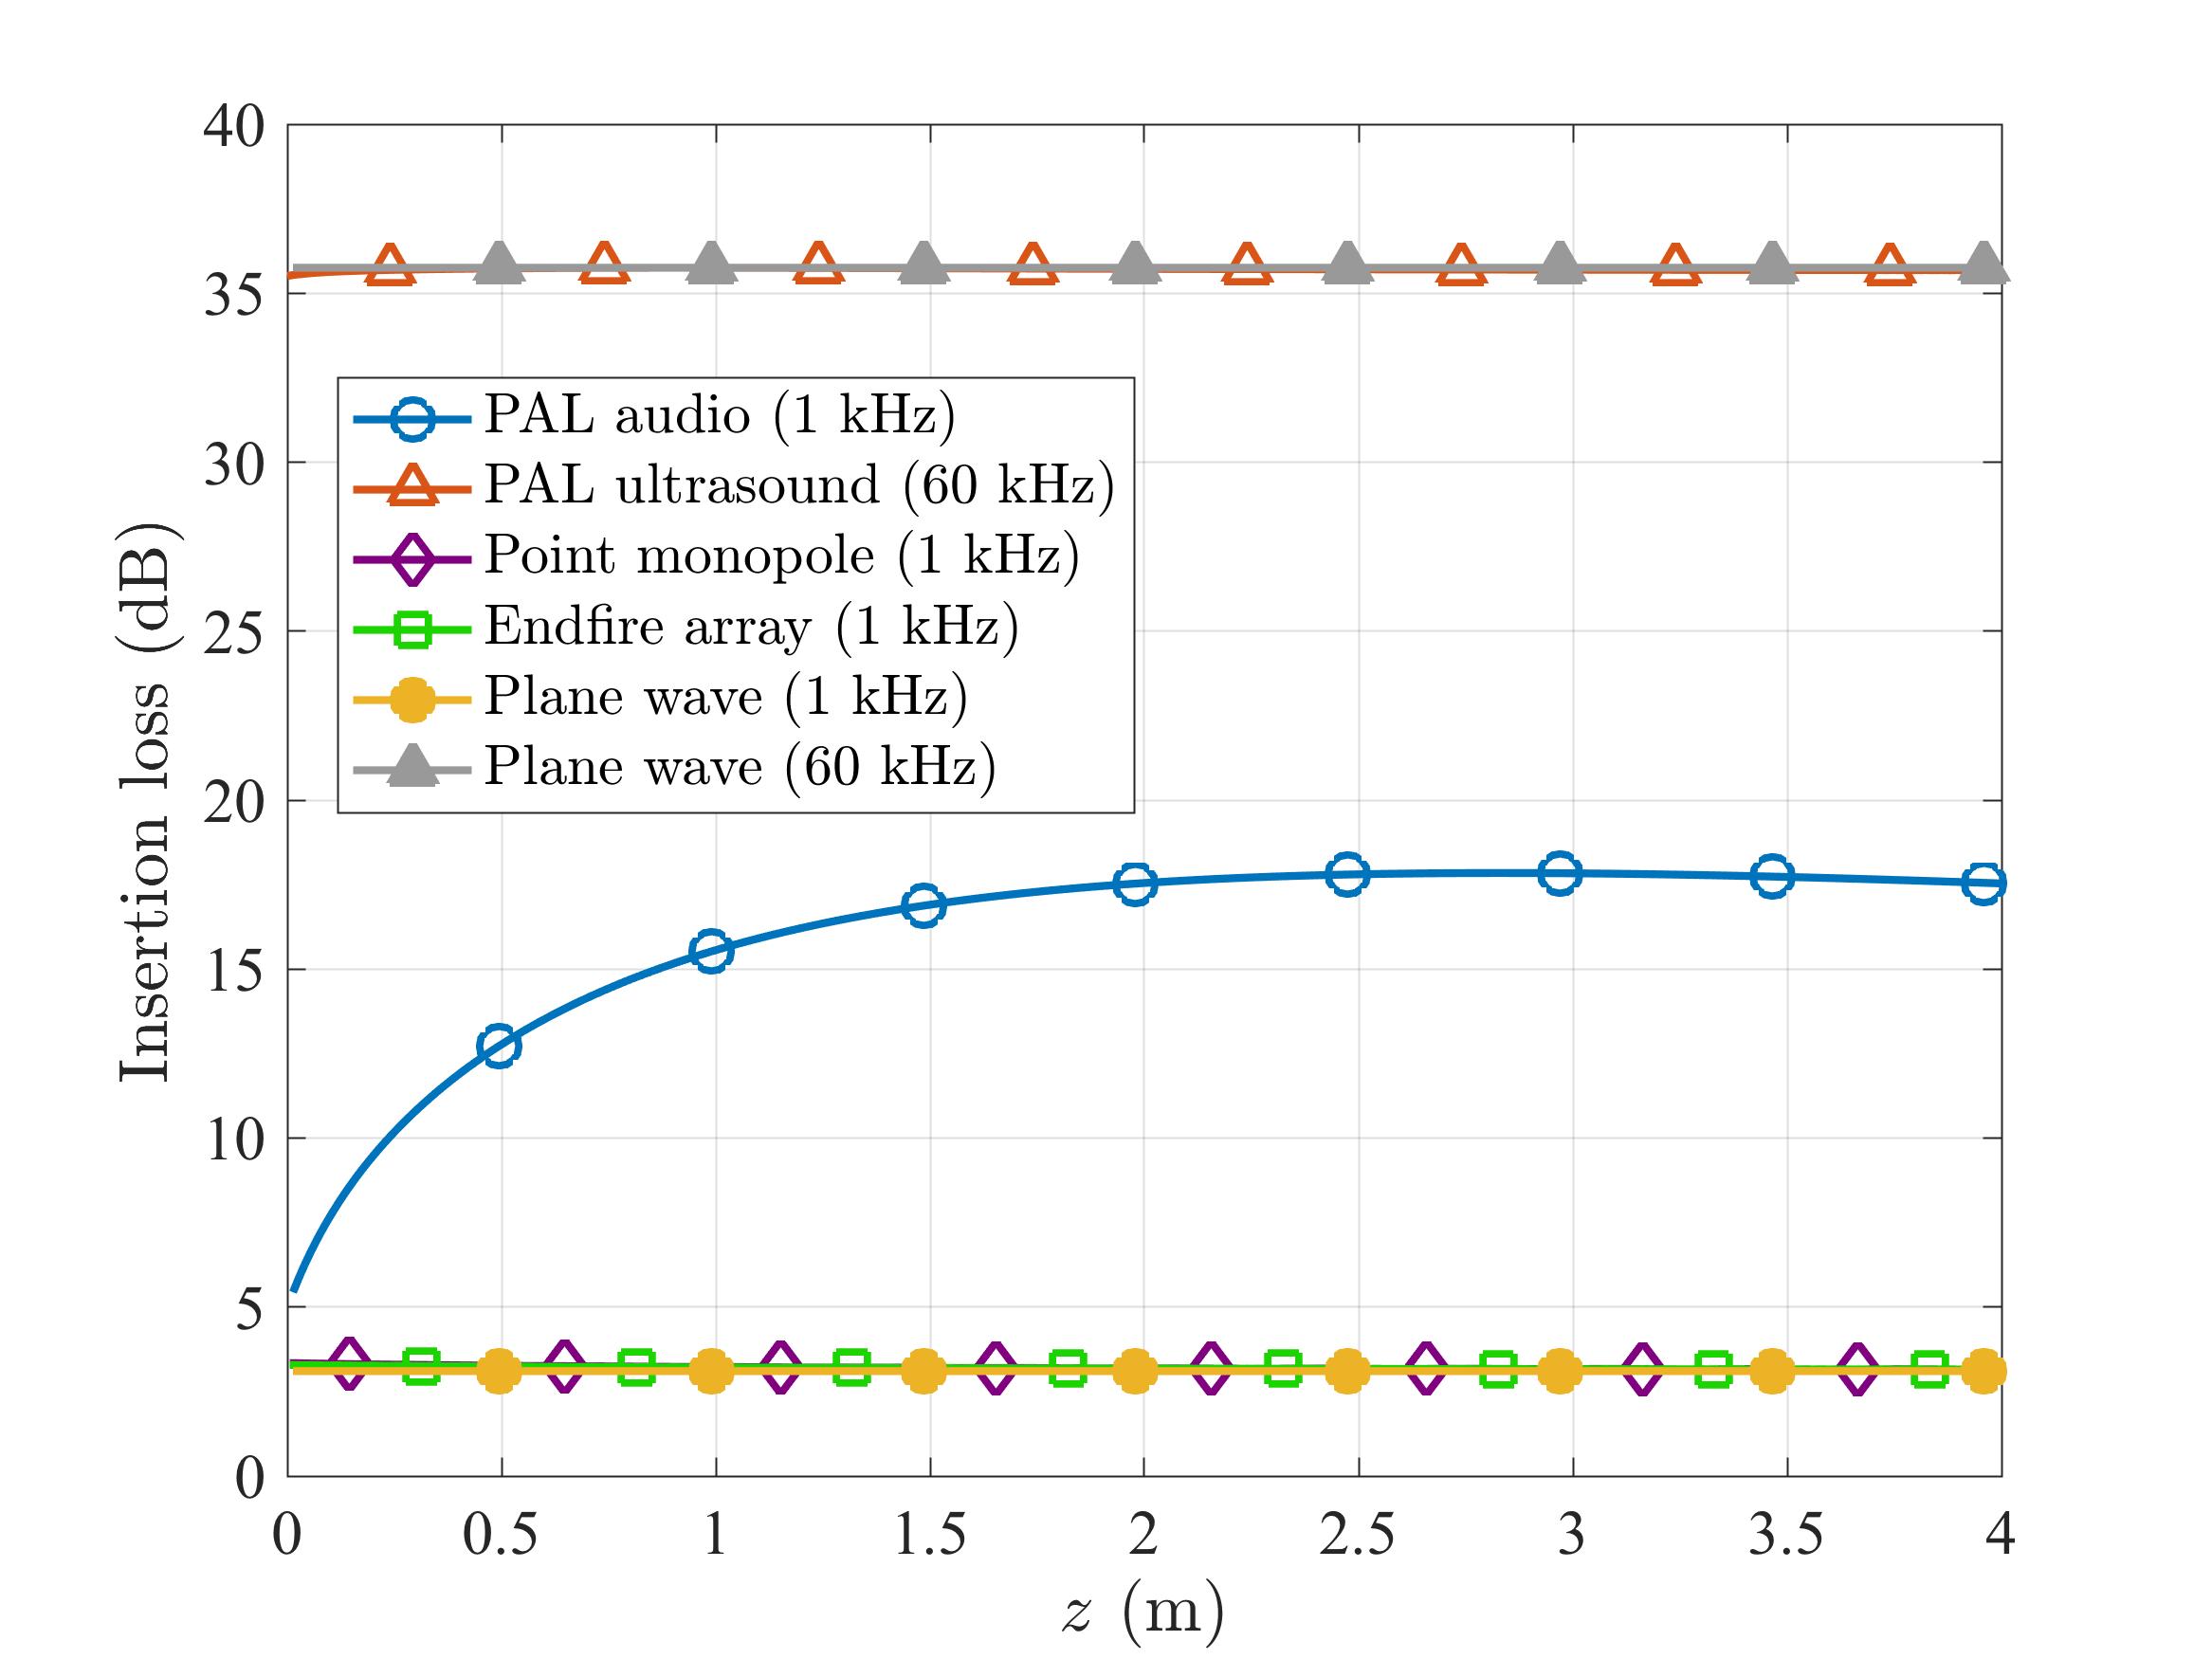 40
35
30
25
20
15
10
5
0
Insertion loss (dB)
PAL audio (1 kHz)
PAL ultrasound (60 kHz)
Point monopole (1 kHz)
Endfire array (1 kHz)
Plane wave (1 kHz)
Plane wave (60 kHz)
0 0.5 1 1.5 2 2.5 3 3.5 4
z (m)